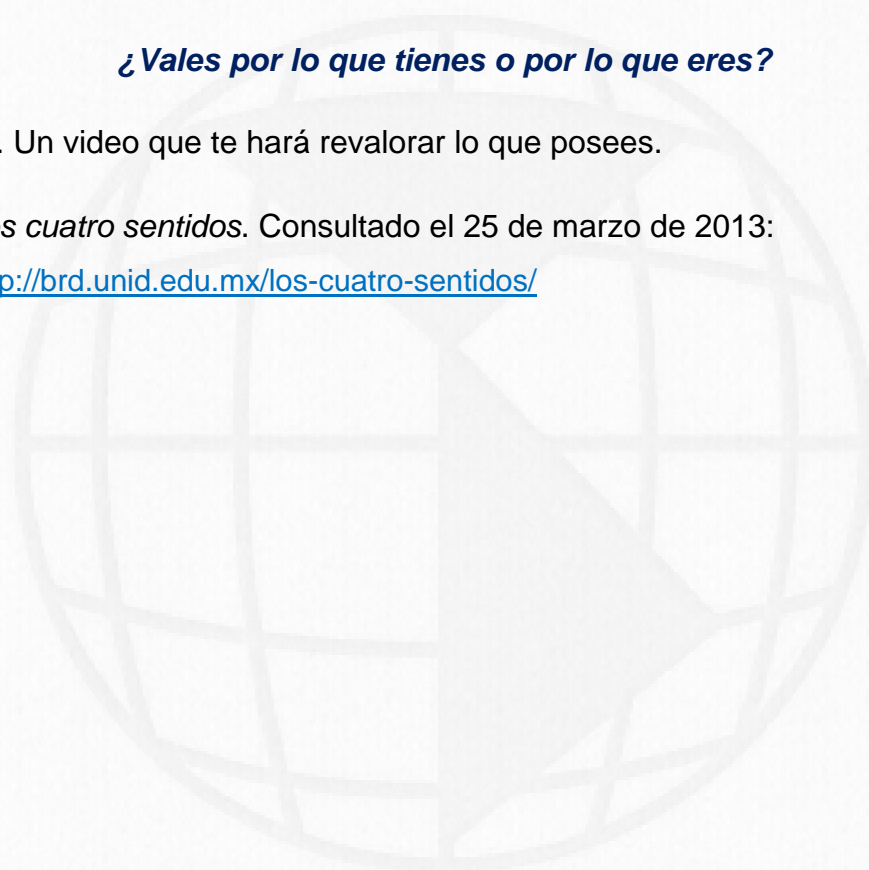 ¿Vales por lo que tienes o por lo que eres?
. Un video que te hará revalorar lo que posees.
s cuatro sentidos. Consultado el 25 de marzo de 2013:
p://brd.unid.edu.mx/los-cuatro-sentidos/